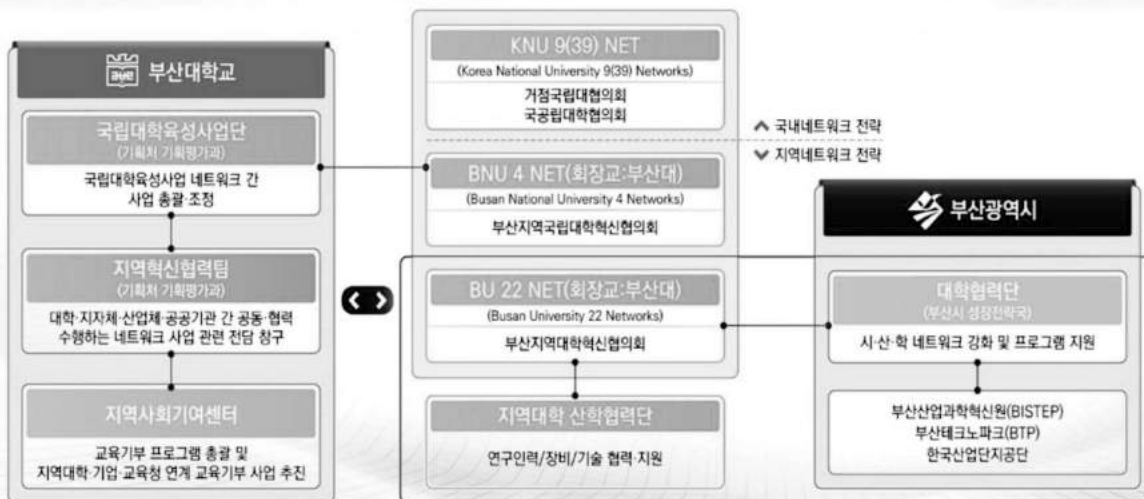 부산대학교
국립대학육성사업단
(기획처 기획평가과)
국립대학육성사업 네트워크 간
사업 총괄·조정
지역혁신협력팀
(기획처 기획평가과)
대학·지자체·산업체·공공기관 간 공동·협력
수행하는 네트워크 사업 관련 전담 창구
지역사회기여센터
교육기부 프로그램 총괄 및
지역대학·기업·교육청 연계 교육기부 사업 추진
KNU 9(39) NET
(Korea National University 9(39) Networks)
거점국립대협의회
국공립대학협의회
국내네트워크 전략
지역네트워크 전략
BNU 4 NET(회장교:부산대)
(Busan National University 4 Networks)
부산지역국립대학혁신협의회
BU 22 NET(회장교:부산대)
(Busan University 22 Networks)
부산지역대학혁신협의회
지역대학 산학협력단
연구인력/장비/기술 협력·지원
부산광역시
대학협력단
(부산시 성장전략국)
시·산·학 네트워크 강화 및 프로그램 지원
부산산업과학혁신원(BISTEP)
부산테크노파크(BTP)
한국산업단지공단